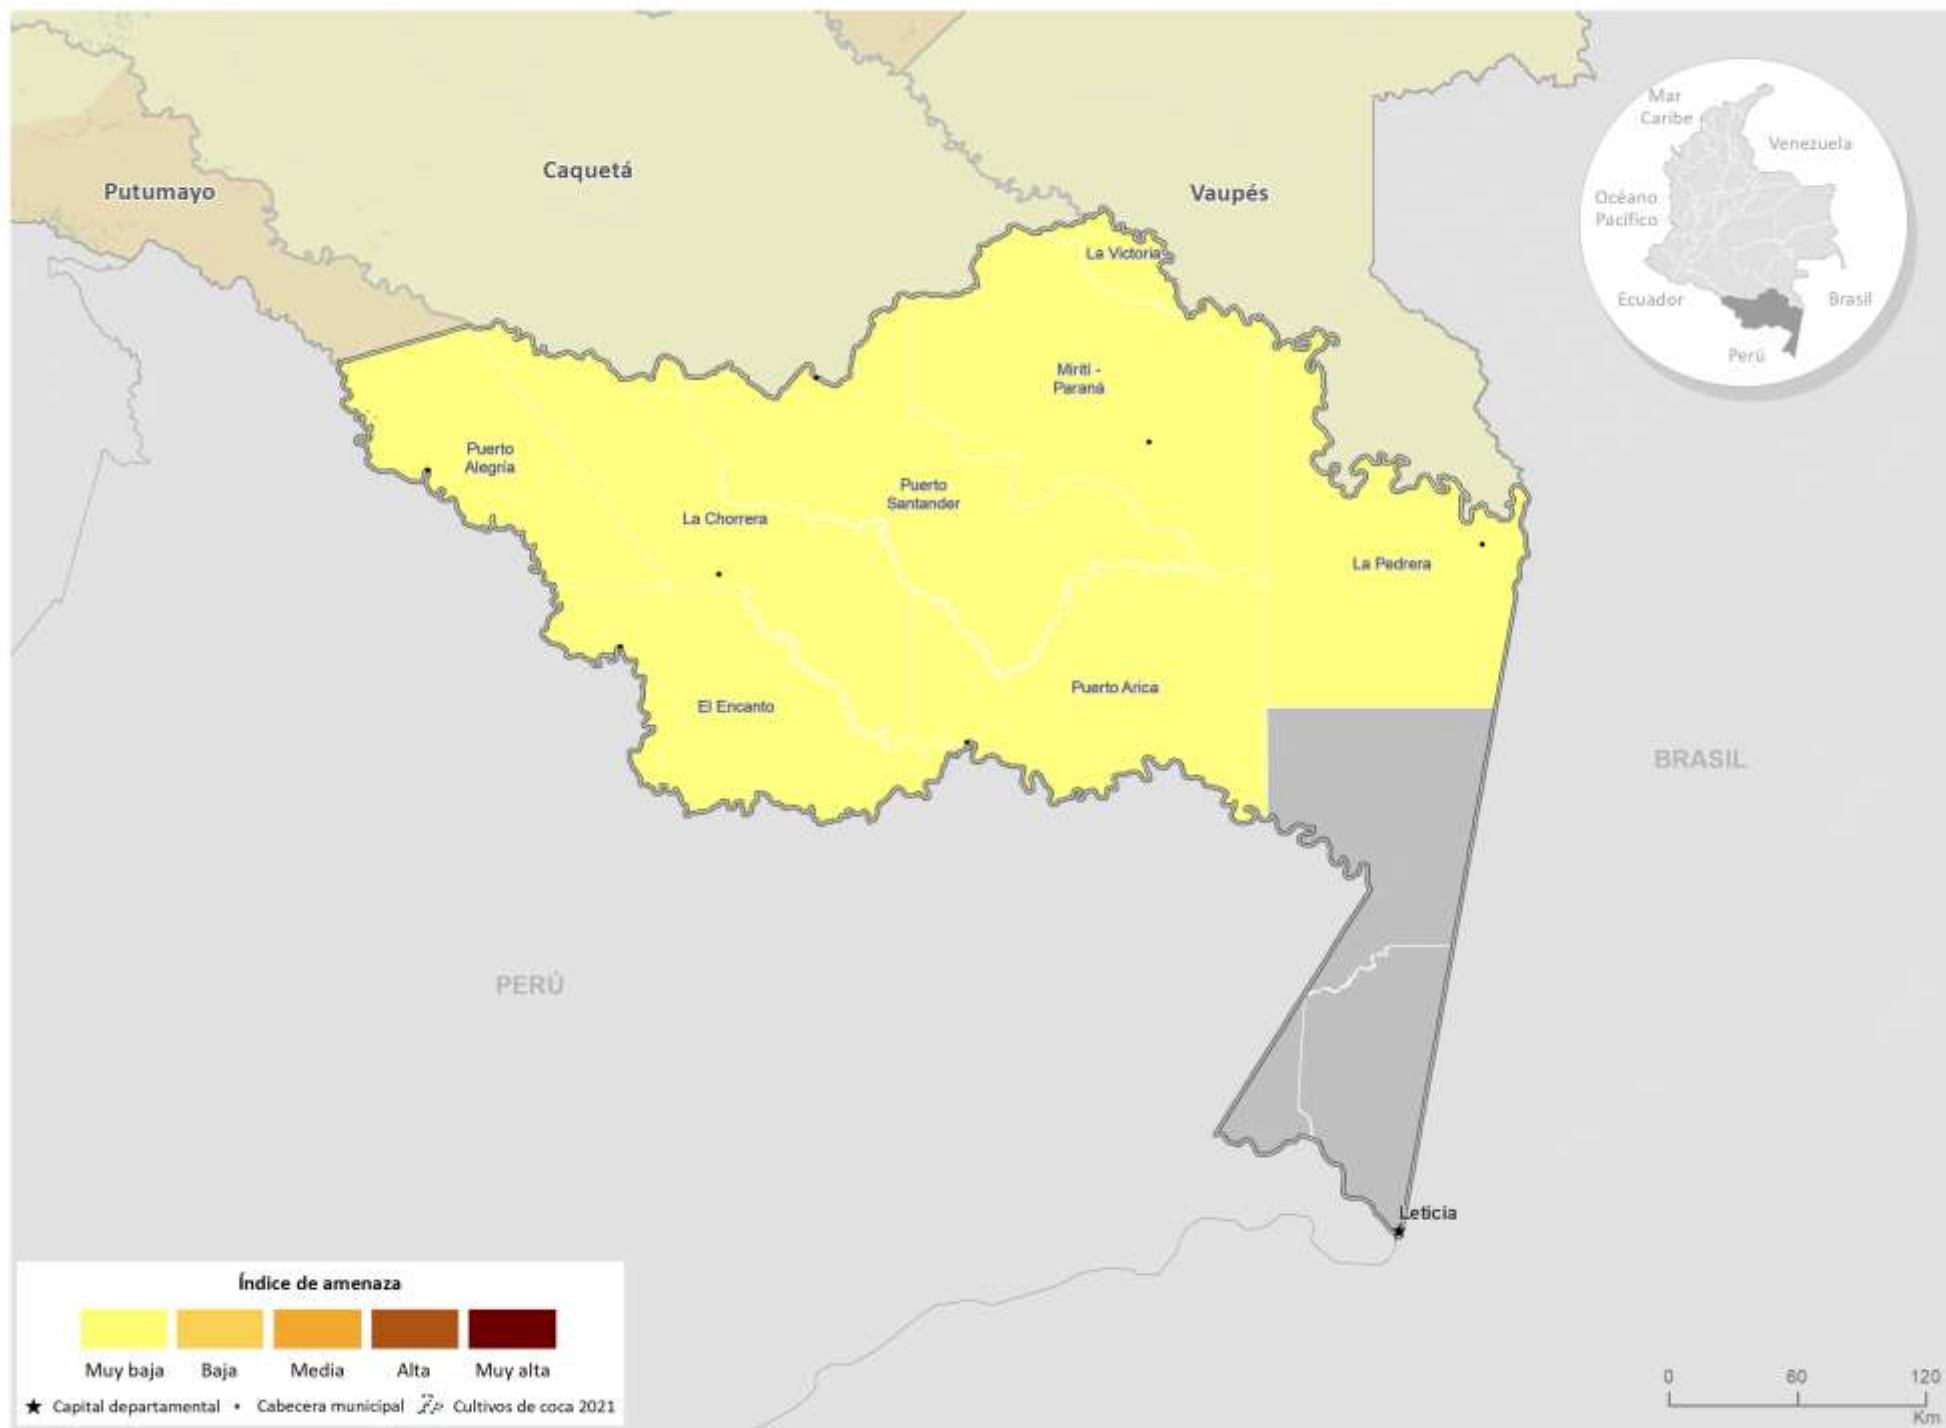 Mar
Caribe
Venezuela
Océano
Pacífico
Ecuador
Brasil
Perú
Caquetá
Putumayo
Vaupés
La Victoria
Miriti -
Paraná
Puerto
Alegría
Puerto
Santander
La Chorrera
La Pedrera
Puerto Arica
El Encanto
BRASIL
PERÚ
Leticia
Índice de amenaza
Muy baja Baja Media Alta Muy alta
Capital departamental Cabecera municipal Cultivos de coca 2021
0 60 120
Km